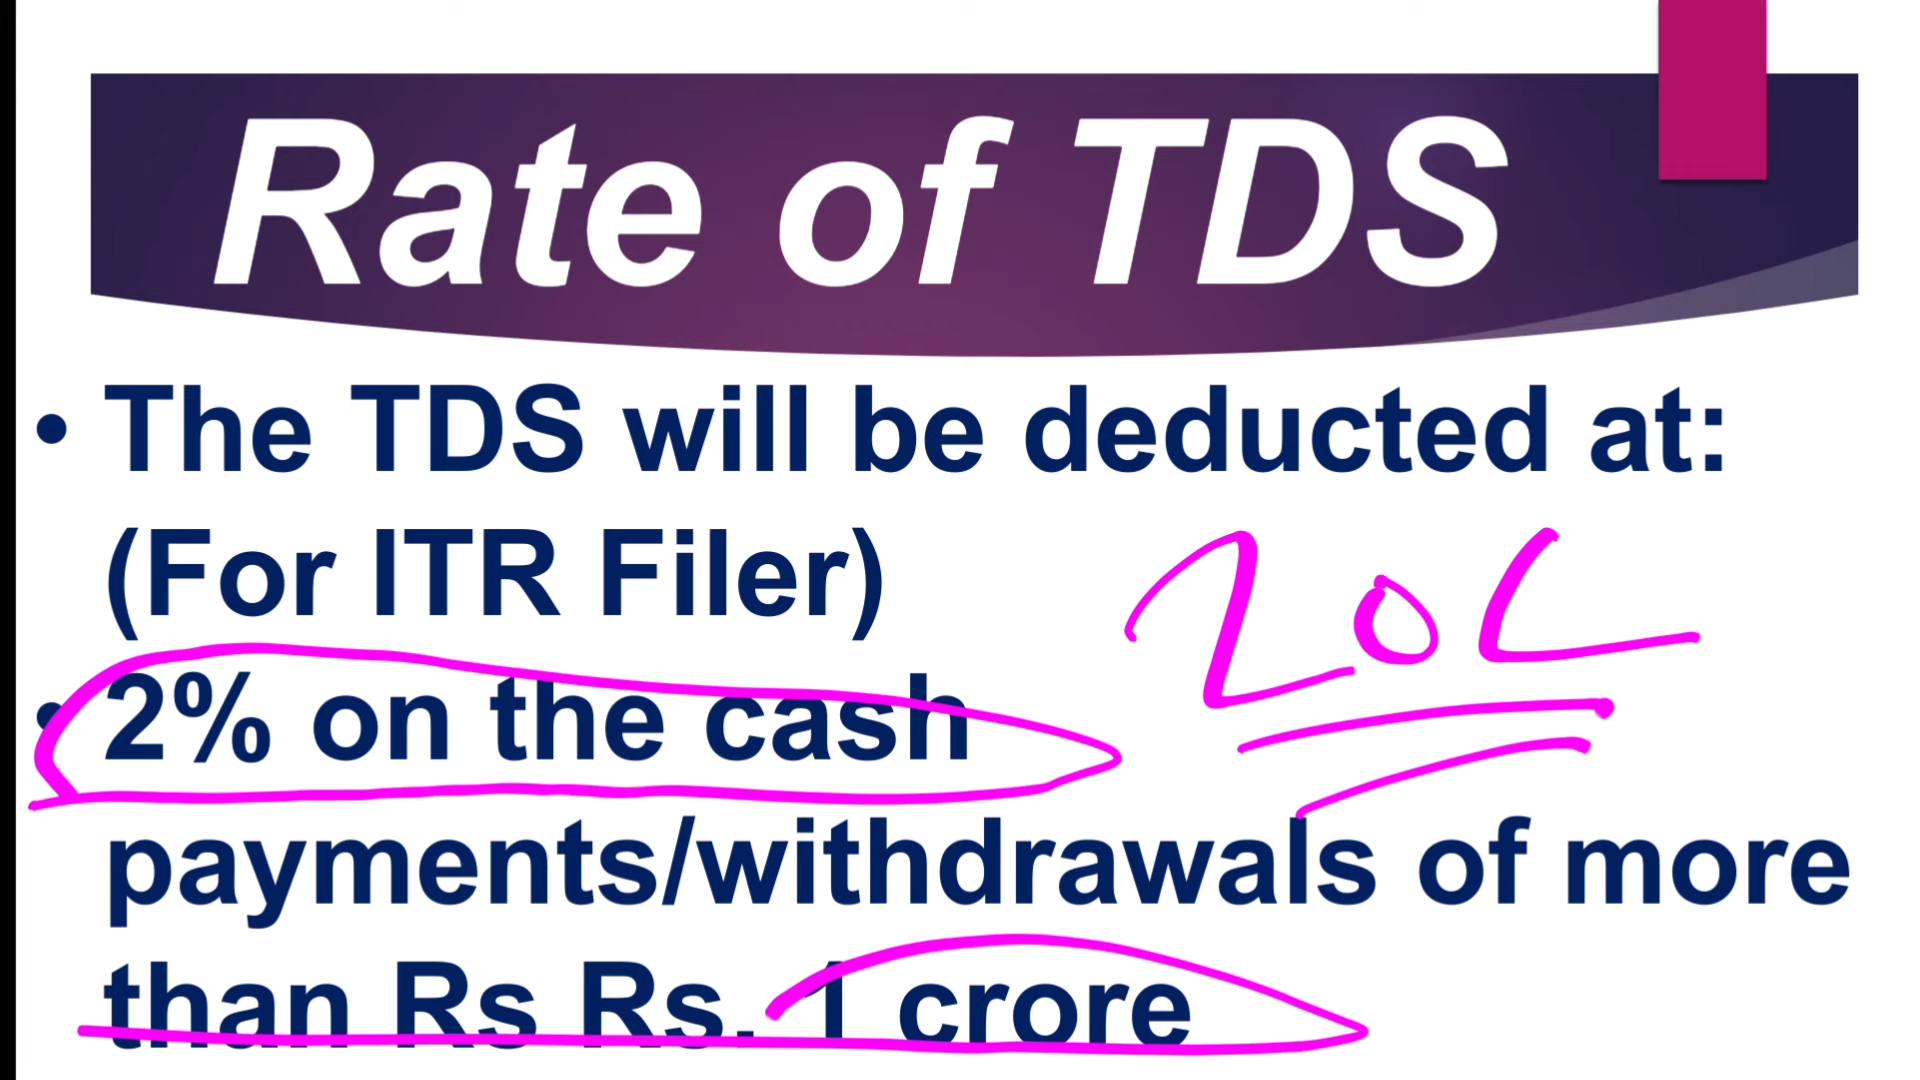 Rate of TDS
• The TDS will be deducted at:
(For ITR Filer)
20L
• 2% on the cash
payments/withdrawals of more
than Rs Rs. 1 crore